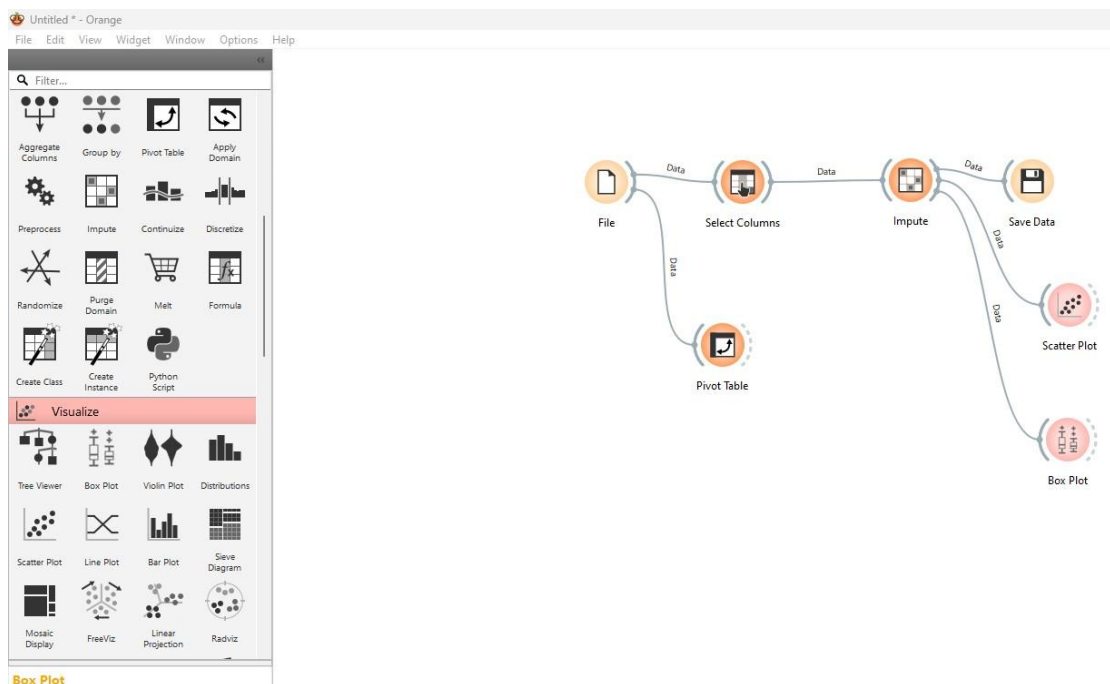 Untitled * - Orange
File Edit View Widget Window Options Help
Filter...
Aggregate Columns
Group by
Pivot Table
Apply Domain
Preprocess
Impute
Continuize
Discretize
Randomize
Purge Domain
Melt
Formula
Create Class
Create Instance
Python Script
Visualize
Tree Viewer
Box Plot
Violin Plot
Distributions
Scatter Plot
Line Plot
Bar Plot
Sieve Diagram
Mosaic Display
FreeViz
Linear Projection
Radviz
Box Plot
Data
Data
Data
File
Select Columns
Impute
Save Data
Data
Data
Data
Scatter Plot
Pivot Table
Box Plot